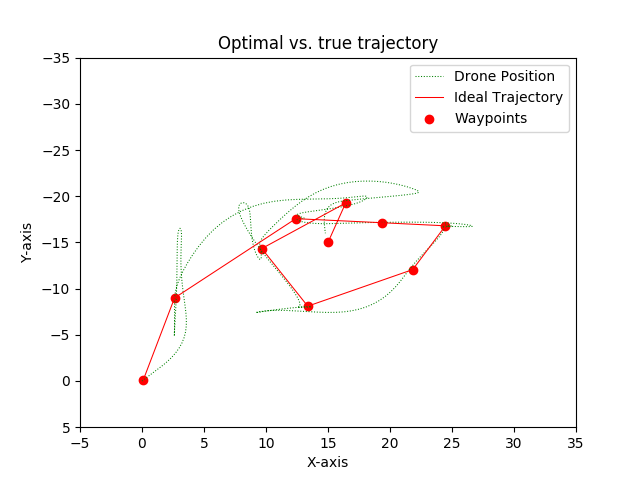 Optimal vs. true trajectory
Drone Position
Ideal Trajectory
Waypoints
Y-axis
−35
−30
−25
−20
−15
−10
−5
0
5
−5 0 5 10 15 20 25 30 35
X-axis